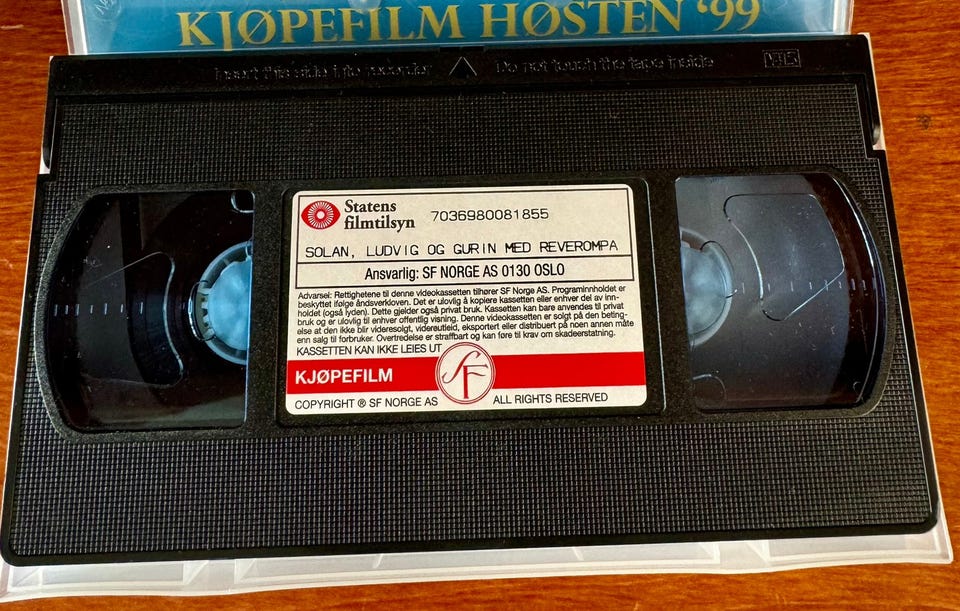 KJØPEFILM HØSTEN ‘99
Insert this side into recorder Do not touch the tape inside VHS
Statens
filmtilsyn 7036980081855
SOLAN, LUDVIG OG GURIN MED REVEROMPA
Ansvarlig: SF NORGE AS 0130 OSLO
Advarsel: Rettighetene til denne videokassetten tilhører SF Norge AS. Programinnholdet er
beskyttet ifølge åndsverkloven. Det er ulovlig å kopiere kassetten eller enhver del av inn-
holdet (også lyden). Dette gjelder også privat bruk. Kassetten kan bare anvendes til privat
bruk og er ulovlig til enhver offentlig visning. Denne videokassetten er solgt på den beting-
else at den ikke blir videresolgt, videreutleid, eksportert eller distribuert på noen annen måte
enn salg til forbruker. Overtredelse er straffbart og kan føre til krav om skadeerstatning.
KASSETTEN KAN IKKE LEIES UT
KJØPEFILM SF
COPYRIGHT ® SF NORGE AS ALL RIGHTS RESERVED